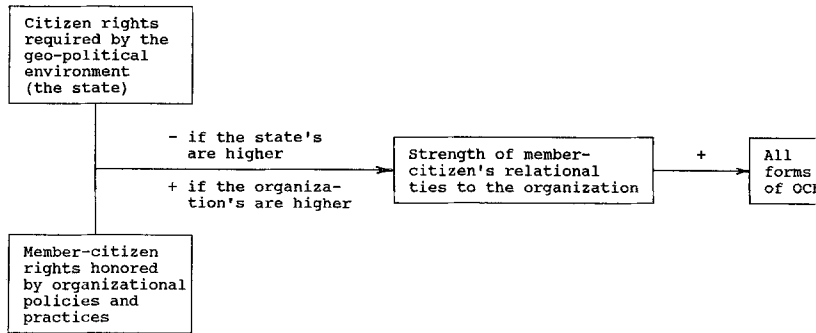 Citizen rights
required by the
geo-political
environment
(the state)
- if the state's
are higher
+ if the organiza-
tion's are higher
Member-citizen
rights honored
by organizational
policies and
practices
Strength of member-
citizen's relational
ties to the organization
+
All
forms
of